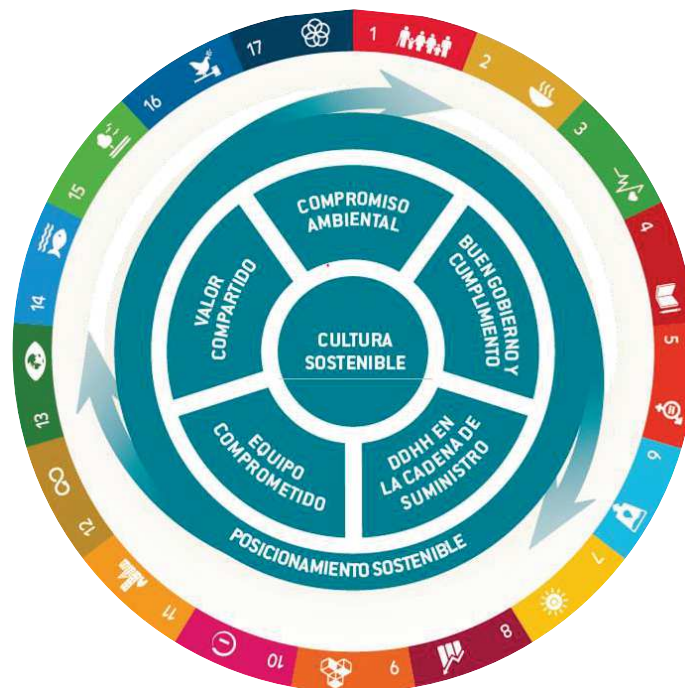 1
2
3
4
5
6
7
8
9
10
11
12
13
14
15
16
17
COMPROMISO
AMBIENTAL
BUEN GOBIERNO Y
CUMPLIMIENTO
DDHH EN
LA CADENA DE
SUMINISTRO
EQUIPO
COMPROMETIDO
VALOR
COMPARTIDO
CULTURA
SOSTENIBLE
POSICIONAMIENTO SOSTENIBLE